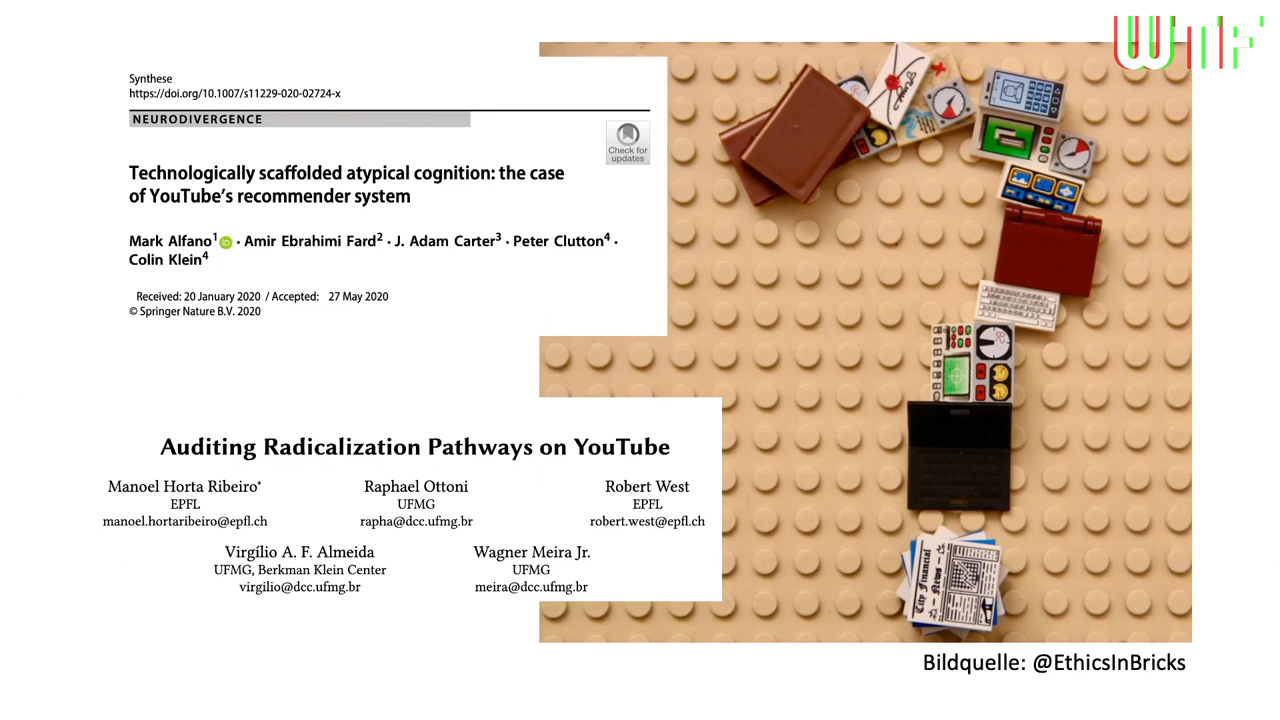 WTF
Synthese
https://doi.org/10.1007/s11229-020-02724-x
NEURODIVERGENCE
Check for
updates
Technologically scaffolded atypical cognition: the case
of YouTube's recommender system
Mark Alfano1 · Amir Ebrahimi Fard2 · J. Adam Carter3 · Peter Clutton4 ·
Colin Klein4
Received: 20 January 2020 / Accepted: 27 May 2020
© Springer Nature B.V. 2020
Auditing Radicalization Pathways on YouTube
Manoel Horta Ribeiro*
EPFL
manoel.hortaribeiro@epfl.ch
Raphael Ottoni
UFMG
rapha@dcc.ufmg.br
Robert West
EPFL
robert.west@epfl.ch
Virgílio A. F. Almeida
UFMG, Berkman Klein Center
virgilio@dcc.ufmg.br
Wagner Meira Jr.
UFMG
meira@dcc.ufmg.br
City Financial
News
Bildquelle: @EthicsInBricks